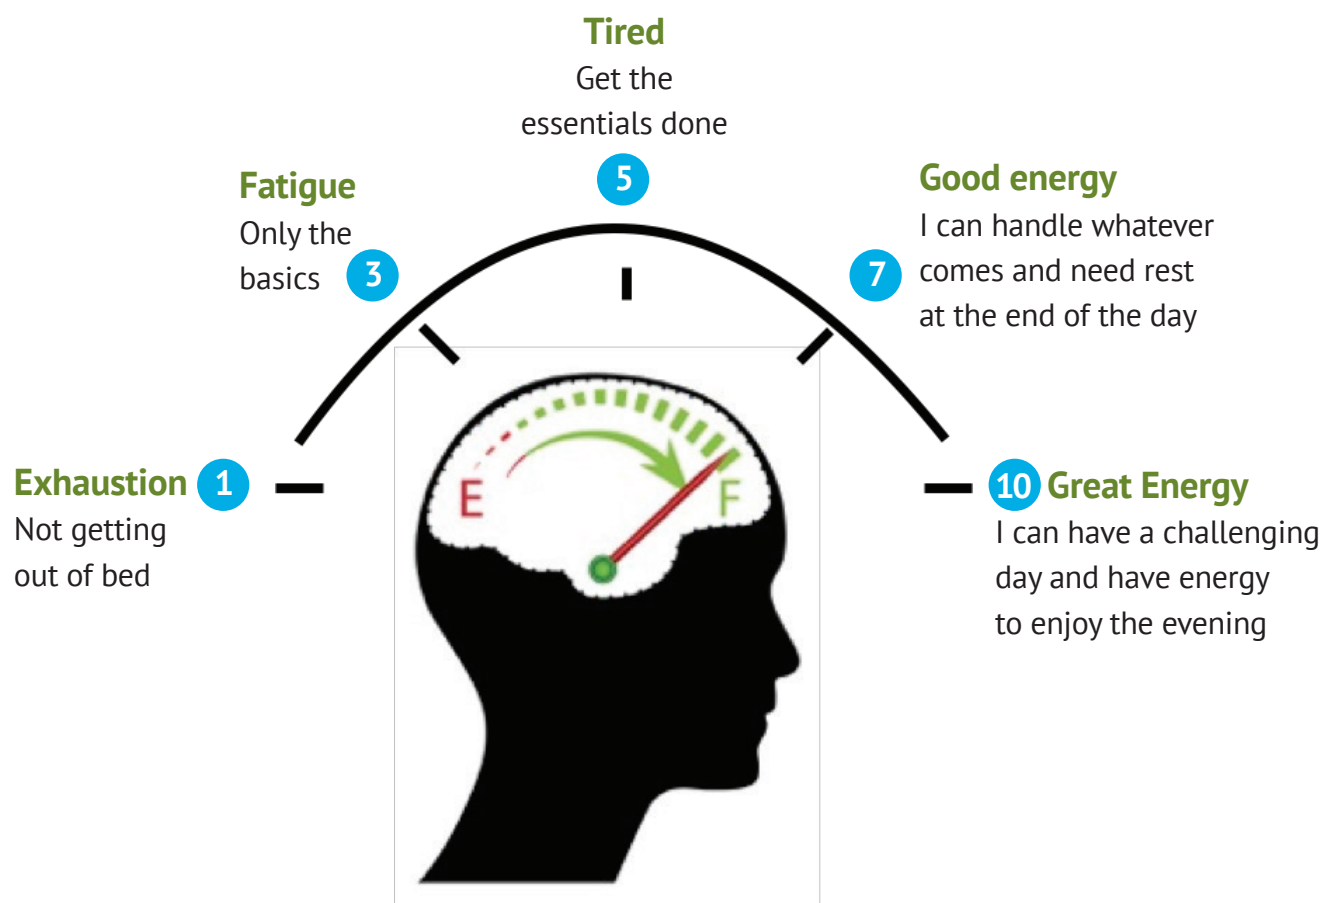 Tired
Get the
essentials done
5
Fatigue
Only the
basics
3
Good energy
I can handle whatever
comes and need rest
at the end of the day
7
Exhaustion 1
Not getting
out of bed
10 Great Energy
I can have a challenging
day and have energy
to enjoy the evening
E
F